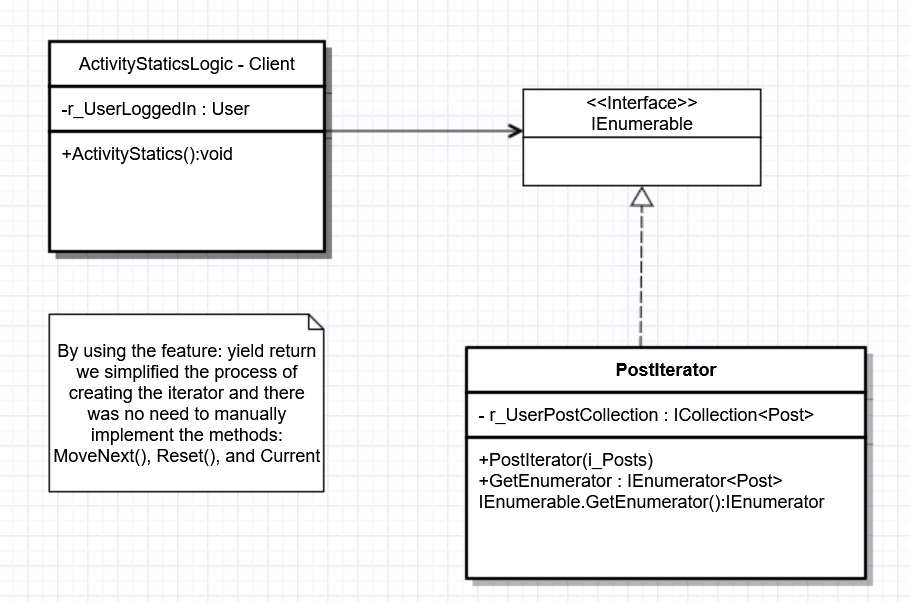 ActivityStaticsLogic - Client
-r_UserLoggedIn : User
+ActivityStatics():void
<<Interface>>
IEnumerable
By using the feature: yield return
we simplified the process of
creating the iterator and there
was no need to manually
implement the methods:
MoveNext(), Reset(), and Current
PostIterator
- r_UserPostCollection : ICollection<Post>
+PostIterator(i_Posts)
+GetEnumerator : IEnumerator<Post>
IEnumerable.GetEnumerator():IEnumerator